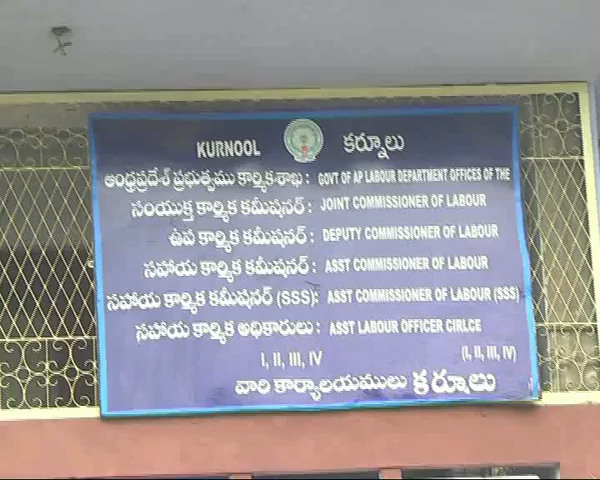 KURNOOL కర్నూలు
ఆంధ్రప్రదేశ్ ప్రభుత్వము కార్మికశాఖ : GOVT OF AP LABOUR DEPARTMENT OFFICES OF THE
సంయుక్త కార్మిక కమీషనర్ : JOINT COMMISSIONER OF LABOUR
ఉప కార్మిక కమీషనర్ : DEPUTY COMMISSIONER OF LABOUR
సహాయ కార్మిక కమీషనర్ : ASST COMMISSIONER OF LABOUR
సహాయ కార్మిక కమీషనర్ (SSS): ASST COMMISSIONER OF LABOUR (SSS)
సహాయ కార్మిక అధికారులు : ASST LABOUR OFFICER CIRLCE
I, II, III, IV (I, II, III, IV)
వారి కార్యాలయములు కర్నూలు